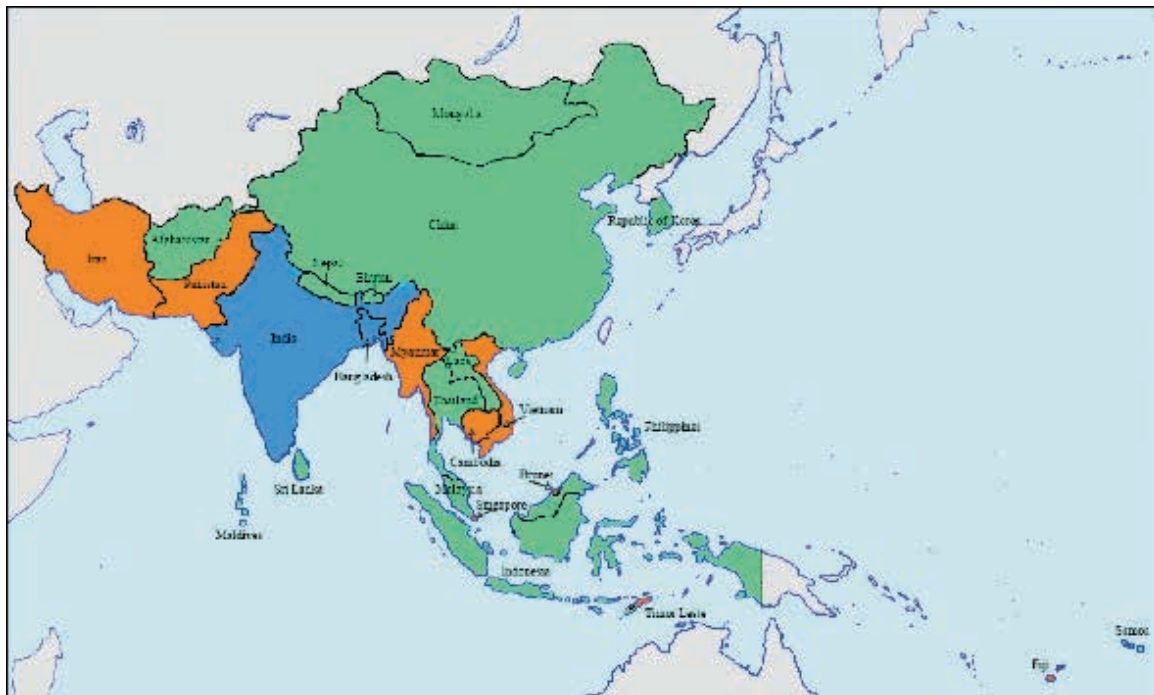 Mongolia
China
Republic of Korea
Afghanistan
Iran
Pakistan
Nepal
Bhutan
India
Myanmar
Laos
Bangladesh
Thailand
Vietnam
Philippines
Cambodia
Brunei
Sri Lanka
Malaysia
Singapore
Maldives
Indonesia
Timor Leste
Samoa
Fiji